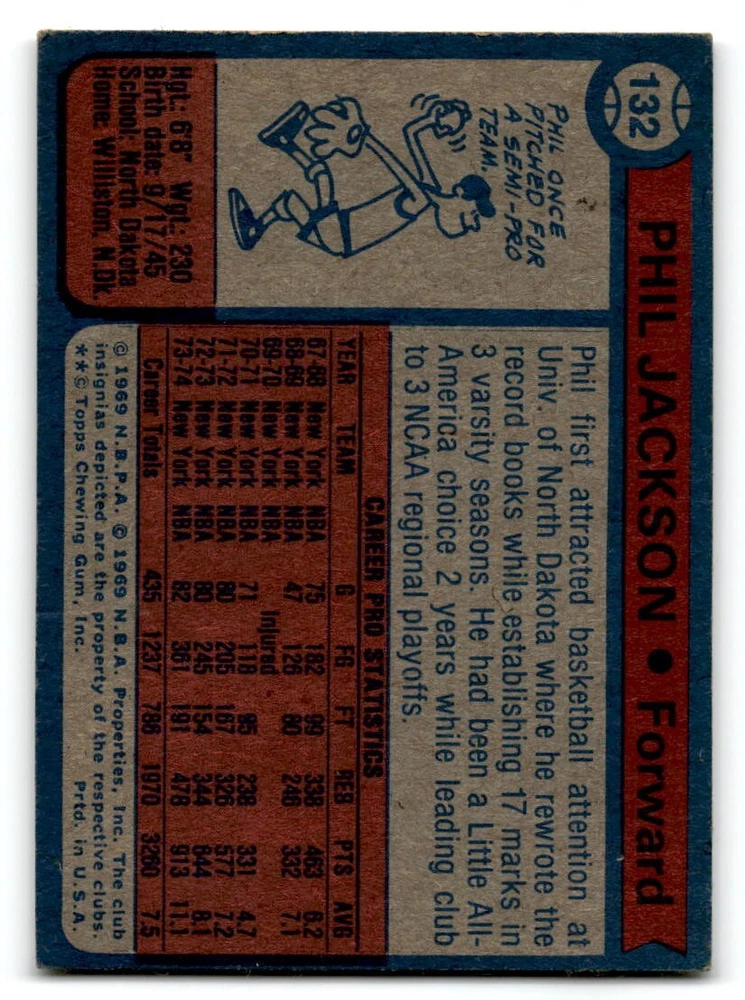 132
PHIL JACKSON • Forward
PHIL ONCE
PITCHED FOR
A SEMI-PRO
TEAM.
Hgt: 6'8" Wgt: 230
Birth date: 9/17/45
School: North Dakota
Home: Williston, N.Dk.
Phil first attracted basketball attention at
Univ. of North Dakota where he rewrote the
record books while establishing 17 marks in
3 varsity seasons. He had been a Little All-
America choice 2 years while leading club
to 3 NCAA regional playoffs.
CAREER PRO STATISTICS
YEAR TEAM G FG FT REB PTS AVG
67-68 New York NBA 75 182 99 338 463 6.2
68-69 New York NBA 47 126 80 246 332 7.1
69-70 New York NBA Injured
70-71 New York NBA 71 118 95 238 331 4.7
71-72 New York NBA 80 205 167 326 577 7.2
72-73 New York NBA 80 245 154 344 644 8.1
73-74 New York NBA 82 361 191 478 913 11.1
Career Totals 435 1237 786 1970 3260 7.5
© 1969 N.B.P.A. © 1969 N.B.A. Properties, Inc. The club
insignias depicted are the property of the respective clubs.
**© Topps Chewing Gum, Inc. Prtd. in U.S.A.